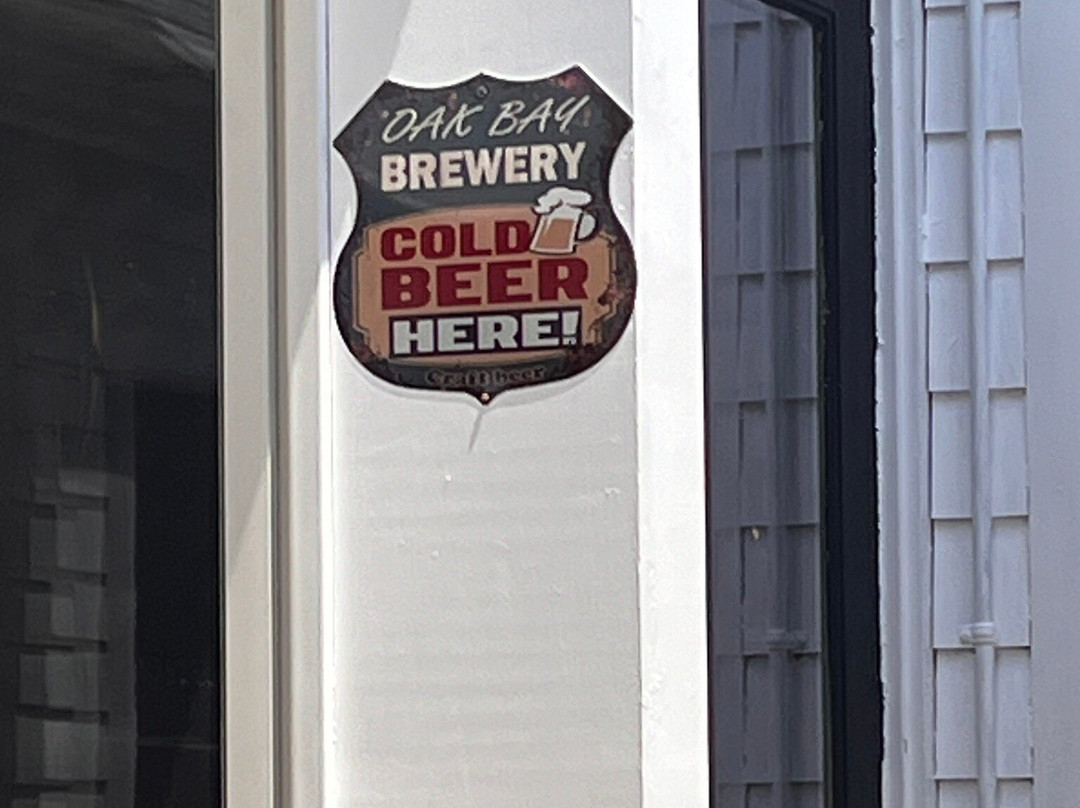 OAK BAY
BREWERY
COLD
BEER
HERE!
Craft beer